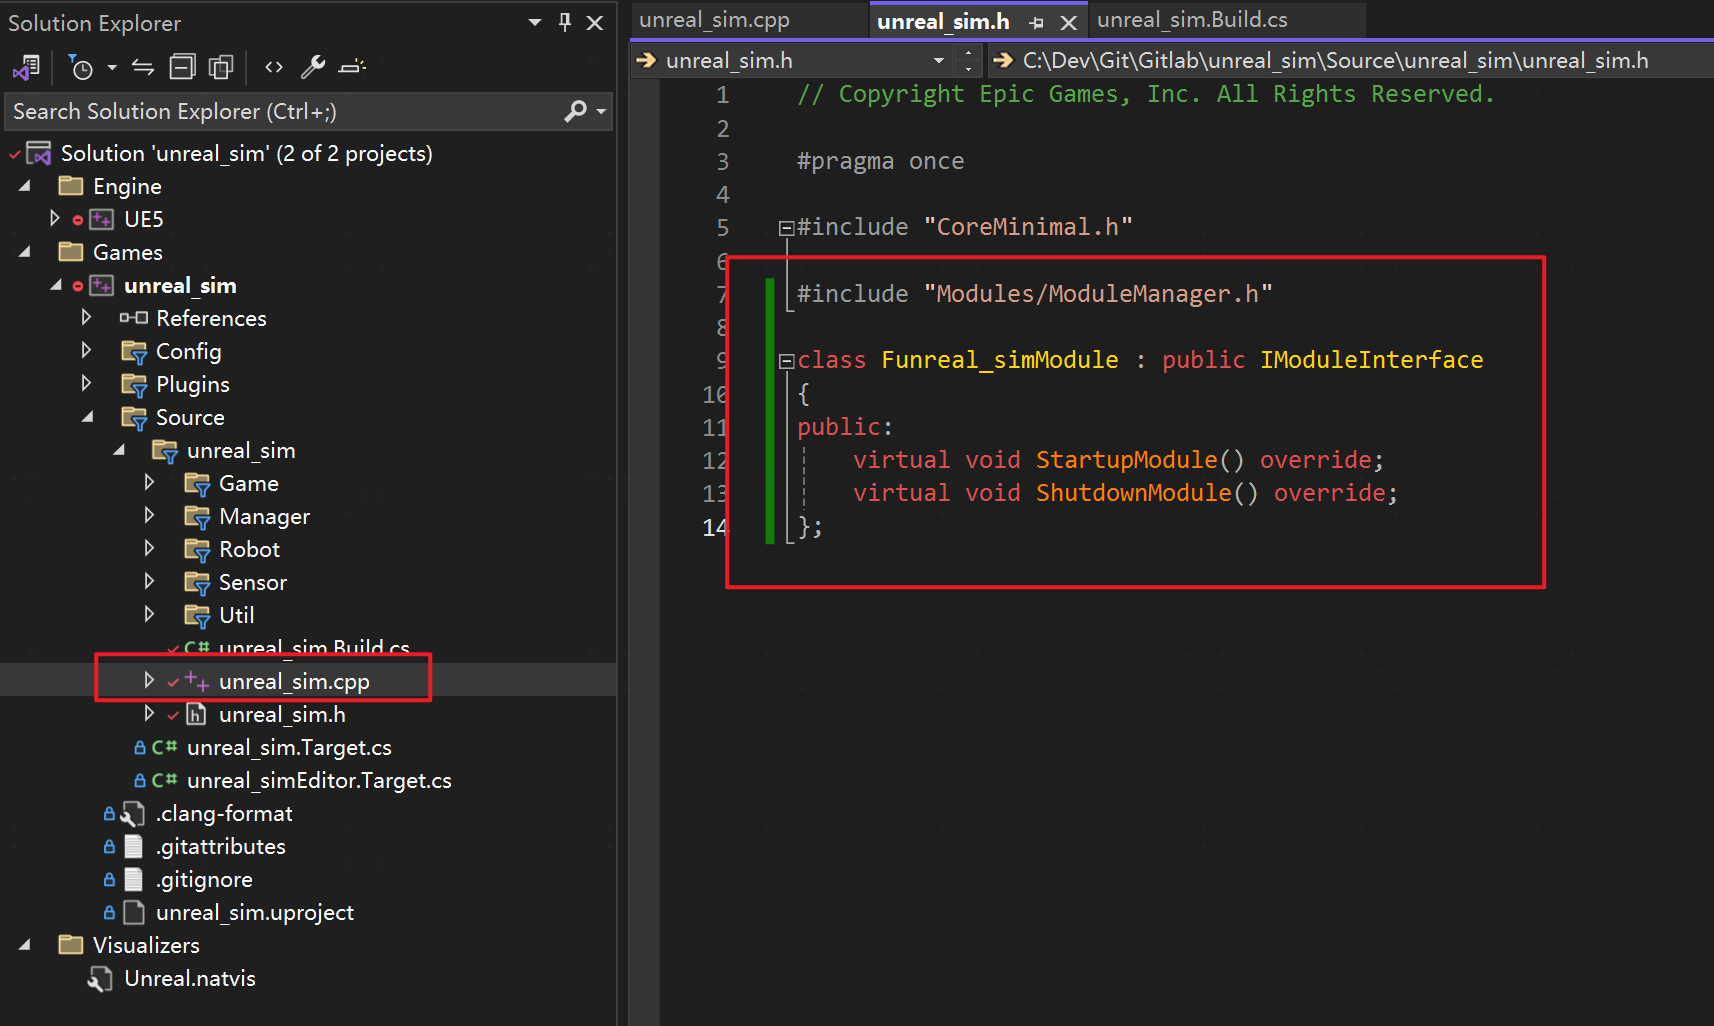 Solution Explorer
Search Solution Explorer (Ctrl+;)
Solution 'unreal_sim' (2 of 2 projects)
Engine
UE5
Games
unreal_sim
References
Config
Plugins
Source
unreal_sim
Game
Manager
Robot
Sensor
Util
C# unreal_sim.Build.cs
unreal_sim.cpp
unreal_sim.h
C# unreal_sim.Target.cs
C# unreal_simEditor.Target.cs
.clang-format
.gitattributes
.gitignore
unreal_sim.uproject
Visualizers
Unreal.natvis
unreal_sim.cpp unreal_sim.h unreal_sim.Build.cs
unreal_sim.h C:\Dev\Git\Gitlab\unreal_sim\Source\unreal_sim\unreal_sim.h
1 // Copyright Epic Games, Inc. All Rights Reserved.
2
3 #pragma once
4
5 #include "CoreMinimal.h"
6
7 #include "Modules/ModuleManager.h"
8
9 class Funreal_simModule : public IModuleInterface
10 {
11 public:
12 virtual void StartupModule() override;
13 virtual void ShutdownModule() override;
14 };